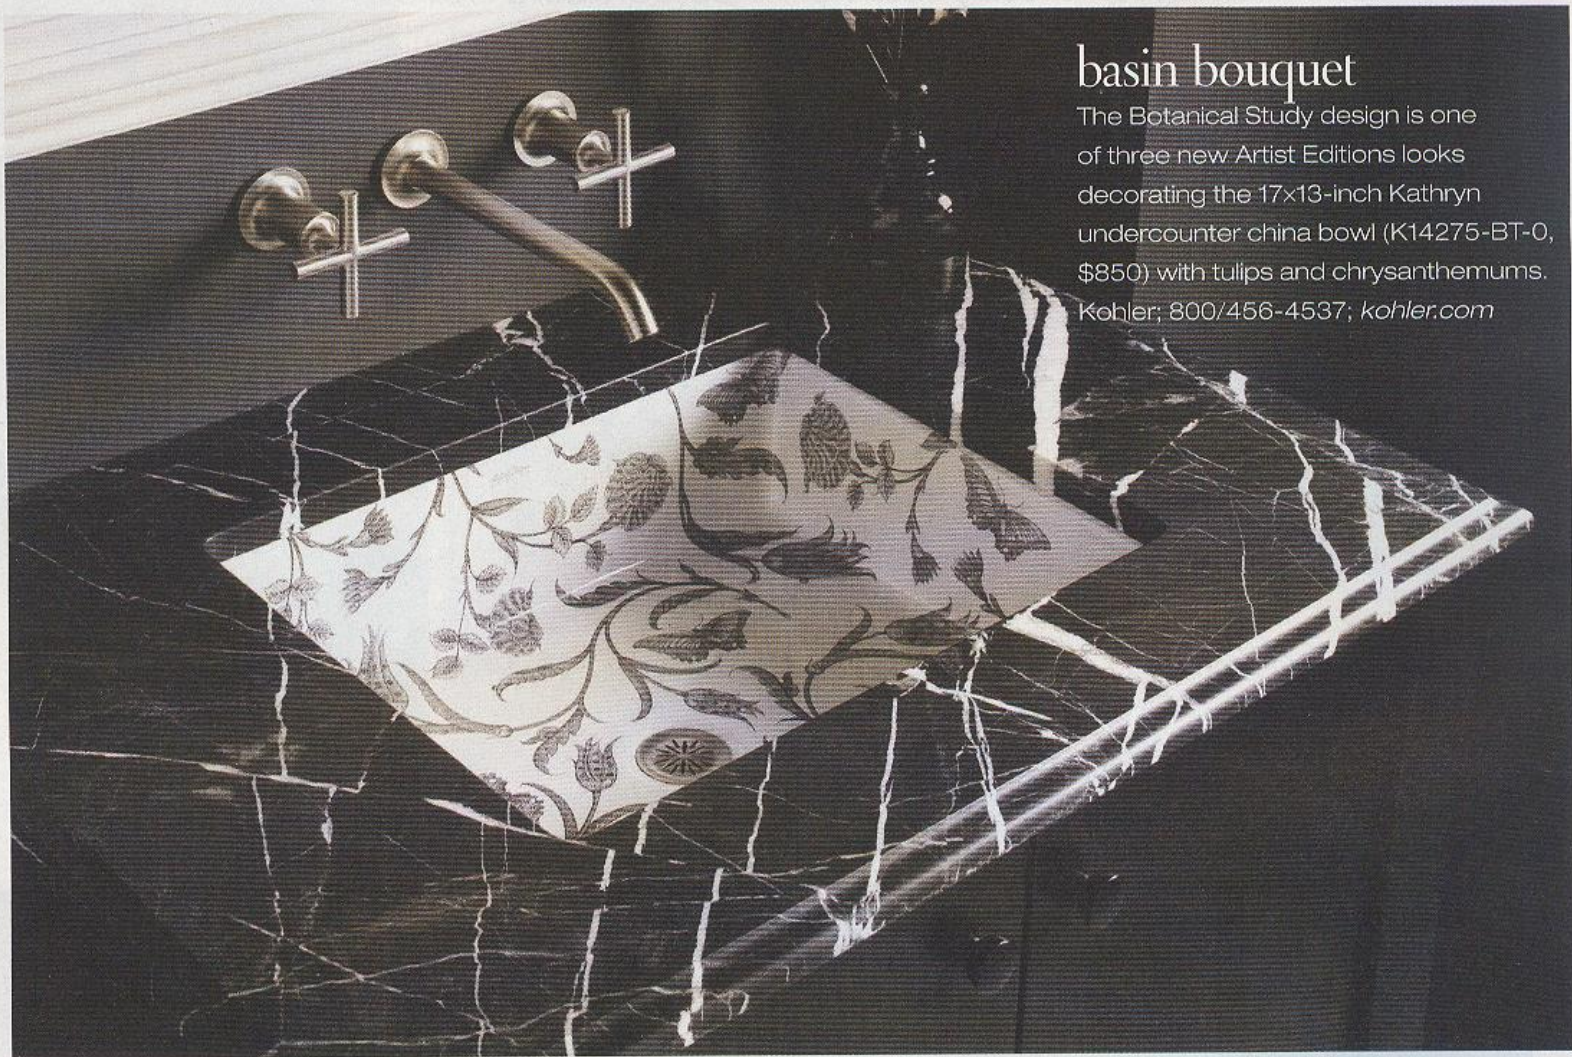 basin bouquet
The Botanical Study design is one
of three new Artist Editions looks
decorating the 17x13-inch Kathryn
undercounter china bowl (K14275-BT-0,
$850) with tulips and chrysanthemums.
Kohler; 800/456-4537; kohler.com